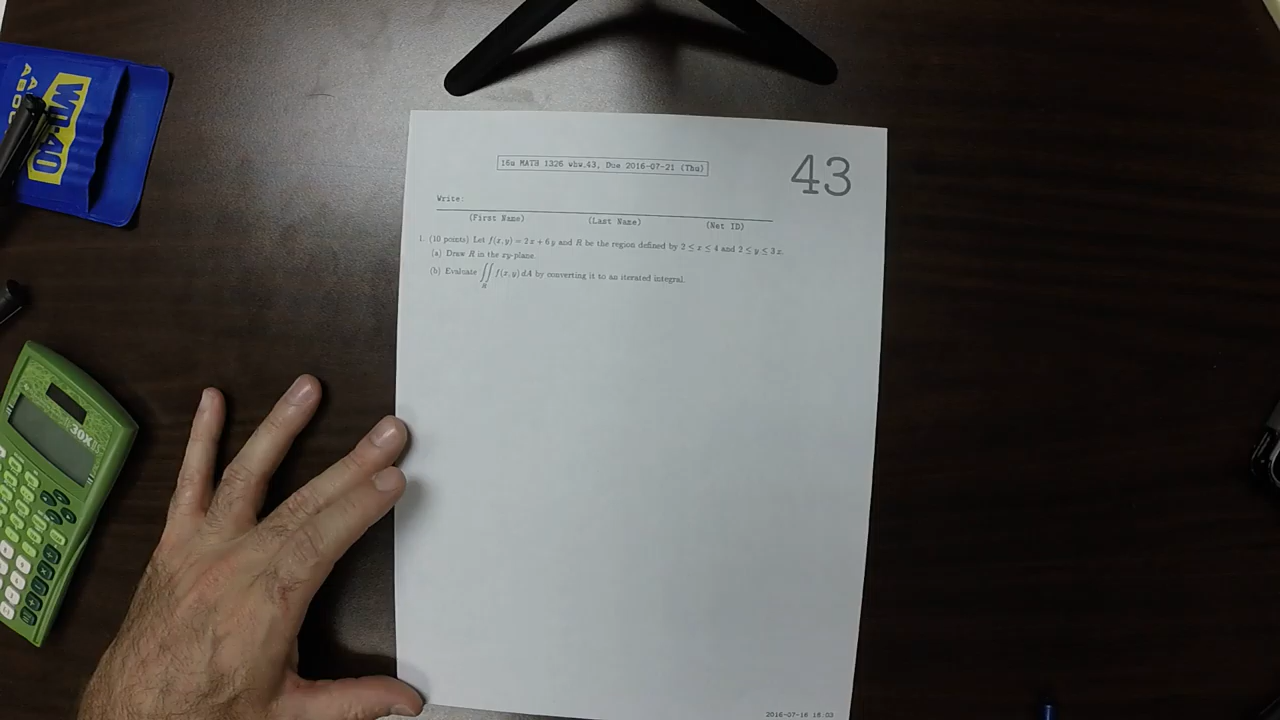 16u MATH 1326 wbw.43, Due 2016-07-21 (Thu)
43
Write:
(First Name) (Last Name) (Net ID)
1. (10 points) Let f(x, y) = 2x + 6y and R be the region defined by 2 ≤ x ≤ 4 and 2 ≤ y ≤ 3x.
(a) Draw R in the xy-plane.
(b) Evaluate ∬_R f(x, y) dA by converting it to an iterated integral.
2016-07-16 16:03
WD-40
30X